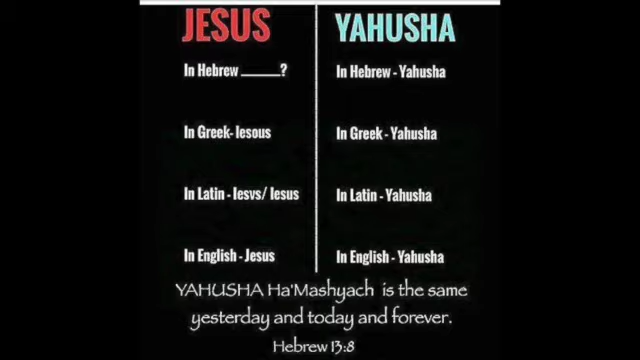 JESUS
In Hebrew ______?
In Greek- Iesous
In Latin - Iesvs/ Iesus
In English - Jesus
YAHUSHA
In Hebrew - Yahusha
In Greek - Yahusha
In Latin - Yahusha
In English - Yahusha
YAHUSHA Ha'Mashyach is the same
yesterday and today and forever.
Hebrew 13:8